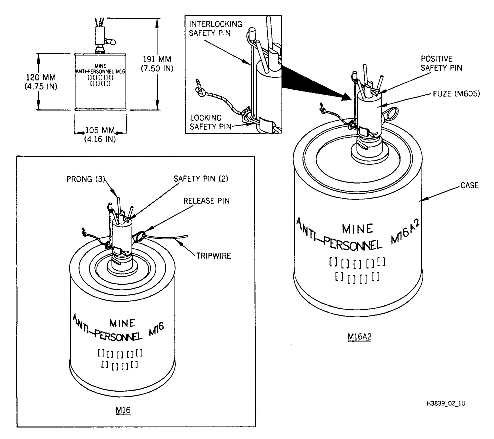 191 MM
(7.50 IN)
120 MM
(4.75 IN)
MINE
ANTI-PERSONNEL M16
105 MM
(4.16 IN)
INTERLOCKING
SAFETY PIN
LOCKING
SAFETY PIN
POSITIVE
SAFETY PIN
FUZE (M605)
CASE
MINE
ANTI-PERSONNEL M16A2
M16A2
PRONG (3)
SAFETY PIN (2)
RELEASE PIN
TRIPWIRE
MINE
ANTI-PERSONNEL M16
M16
H3839_02_10